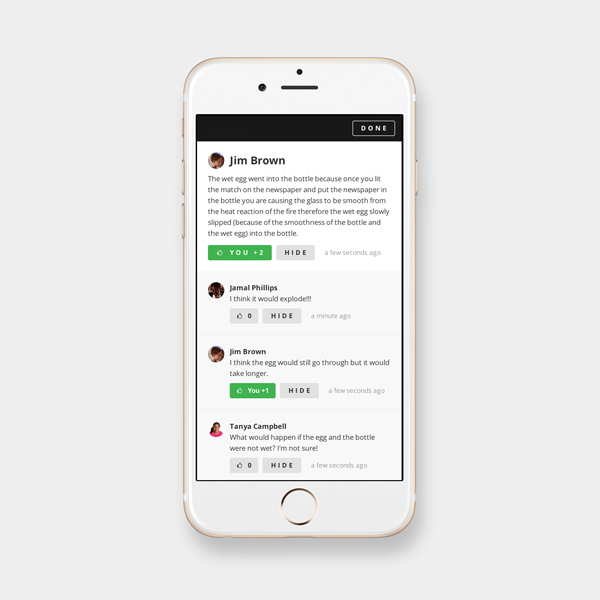 DONE
Jim Brown
The wet egg went into the bottle because once you lit
the match on the newspaper and put the newspaper in
the bottle you are causing the glass to be smooth from
the heat reaction of the fire therefore the wet egg slowly
slipped (because of the smoothness of the bottle and
the wet egg) into the bottle.
YOU +2 HIDE a few seconds ago
Jamal Phillips
I think it would explode!!!
0 HIDE a minute ago
Jim Brown
I think the egg would still go through but it would
take longer.
You +1 HIDE a few seconds ago
Tanya Campbell
What would happen if the egg and the bottle
were not wet? I'm not sure!
0 HIDE a few seconds ago